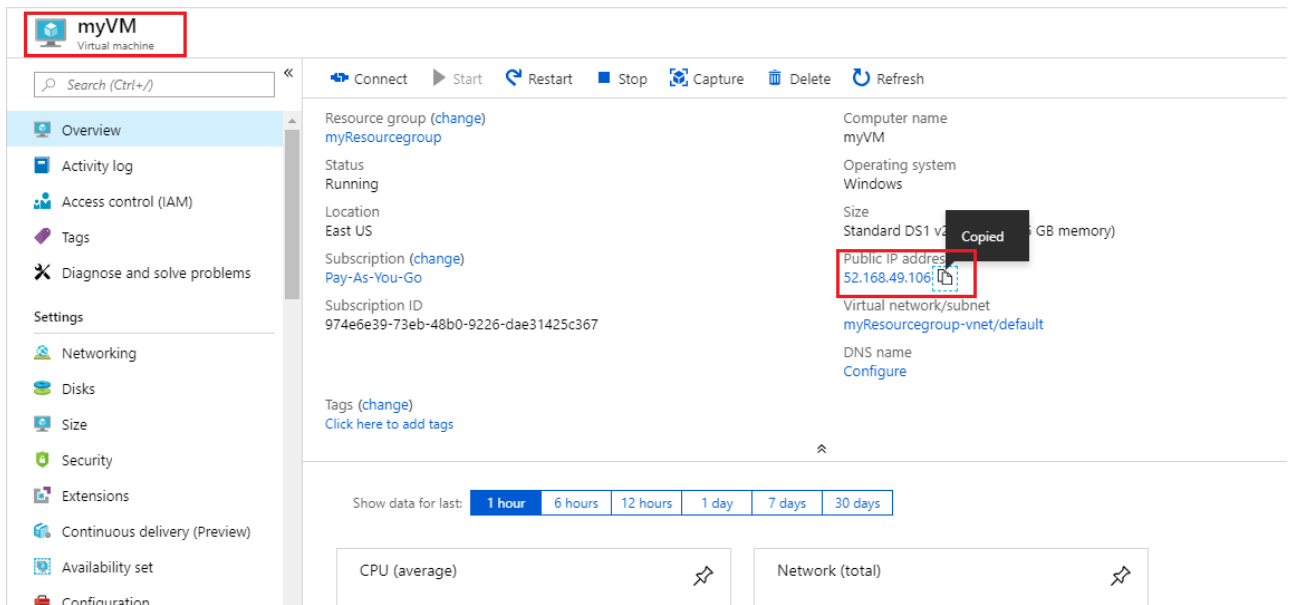 myVM
Virtual machine
Search (Ctrl+/)
«
Overview
Activity log
Access control (IAM)
Tags
Diagnose and solve problems
Settings
Networking
Disks
Size
Security
Extensions
Continuous delivery (Preview)
Availability set
Configuration
Connect Start Restart Stop Capture Delete Refresh
Resource group (change)
myResourcegroup
Status
Running
Location
East US
Subscription (change)
Pay-As-You-Go
Subscription ID
974e6e39-73eb-48b0-9226-dae31425c367
Tags (change)
Click here to add tags
Computer name
myVM
Operating system
Windows
Size
Standard DS1 GB memory)
Copied
Public IP address
52.168.49.106
Virtual network/subnet
myResourcegroup-vnet/default
DNS name
Configure
Show data for last: 1 hour 6 hours 12 hours 1 day 7 days 30 days
CPU (average)
Network (total)